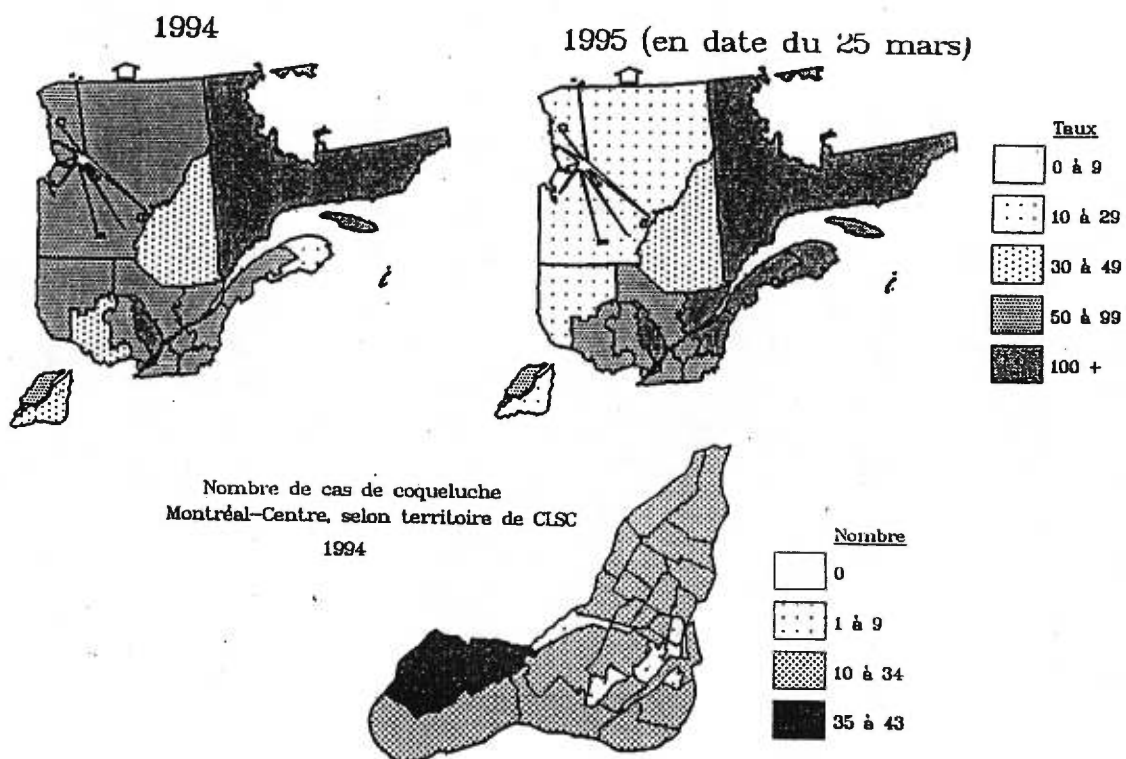 1994
1995 (en date du 25 mars)
Taux
0 à 9
10 à 29
30 à 49
50 à 99
100 +
Nombre de cas de coqueluche
Montréal-Centre, selon territoire de CLSC
1994
Nombre
0
1 à 9
10 à 34
35 à 43